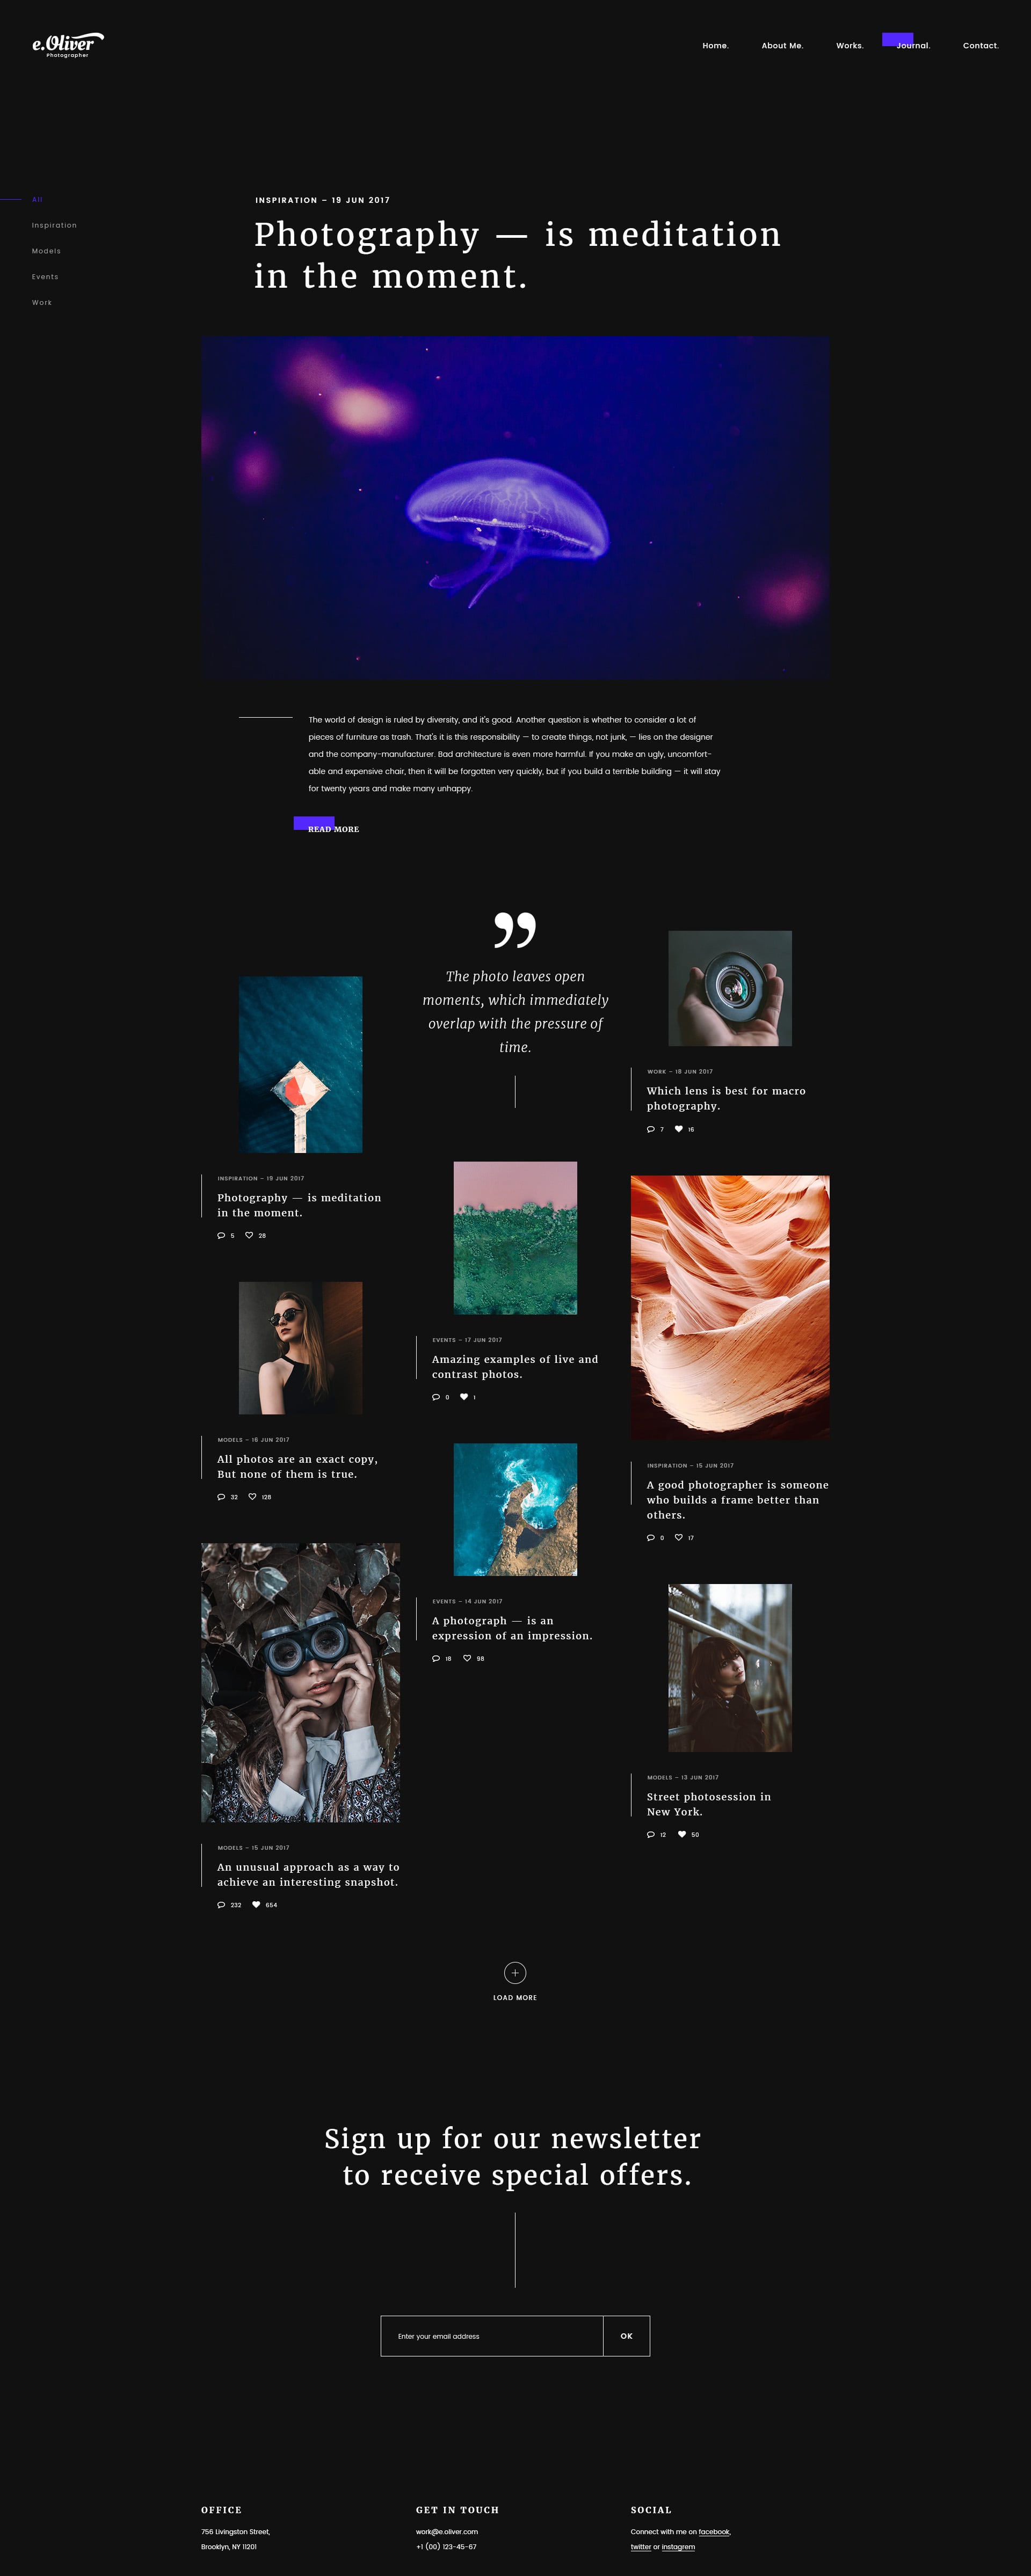 e.Oliver
Photographer
Home.
About Me.
Works.
Journal.
Contact.
All
Inspiration
Models
Events
Work
INSPIRATION – 19 JUN 2017
Photography — is meditation
in the moment.
The world of design is ruled by diversity, and it's good. Another question is whether to consider a lot of
pieces of furniture as trash. That's it is this responsibility — to create things, not junk, — lies on the designer
and the company-manufacturer. Bad architecture is even more harmful. If you make an ugly, uncomfort-
able and expensive chair, then it will be forgotten very quickly, but if you build a terrible building — it will stay
for twenty years and make many unhappy.
READ MORE
”
The photo leaves open
moments, which immediately
overlap with the pressure of
time.
WORK – 18 JUN 2017
Which lens is best for macro
photography.
7 16
INSPIRATION – 19 JUN 2017
Photography — is meditation
in the moment.
5 28
EVENTS – 17 JUN 2017
Amazing examples of live and
contrast photos.
0 1
MODELS – 16 JUN 2017
All photos are an exact copy,
But none of them is true.
32 128
INSPIRATION – 15 JUN 2017
A good photographer is someone
who builds a frame better than
others.
0 17
EVENTS – 14 JUN 2017
A photograph — is an
expression of an impression.
18 98
MODELS – 13 JUN 2017
Street photosession in
New York.
12 50
MODELS – 15 JUN 2017
An unusual approach as a way to
achieve an interesting snapshot.
232 654
LOAD MORE
Sign up for our newsletter
to receive special offers.
Enter your email address
OK
OFFICE
756 Livingston Street,
Brooklyn, NY 11201
GET IN TOUCH
work@e.oliver.com
+1 (00) 123-45-67
SOCIAL
Connect with me on facebook,
twitter or instagrem